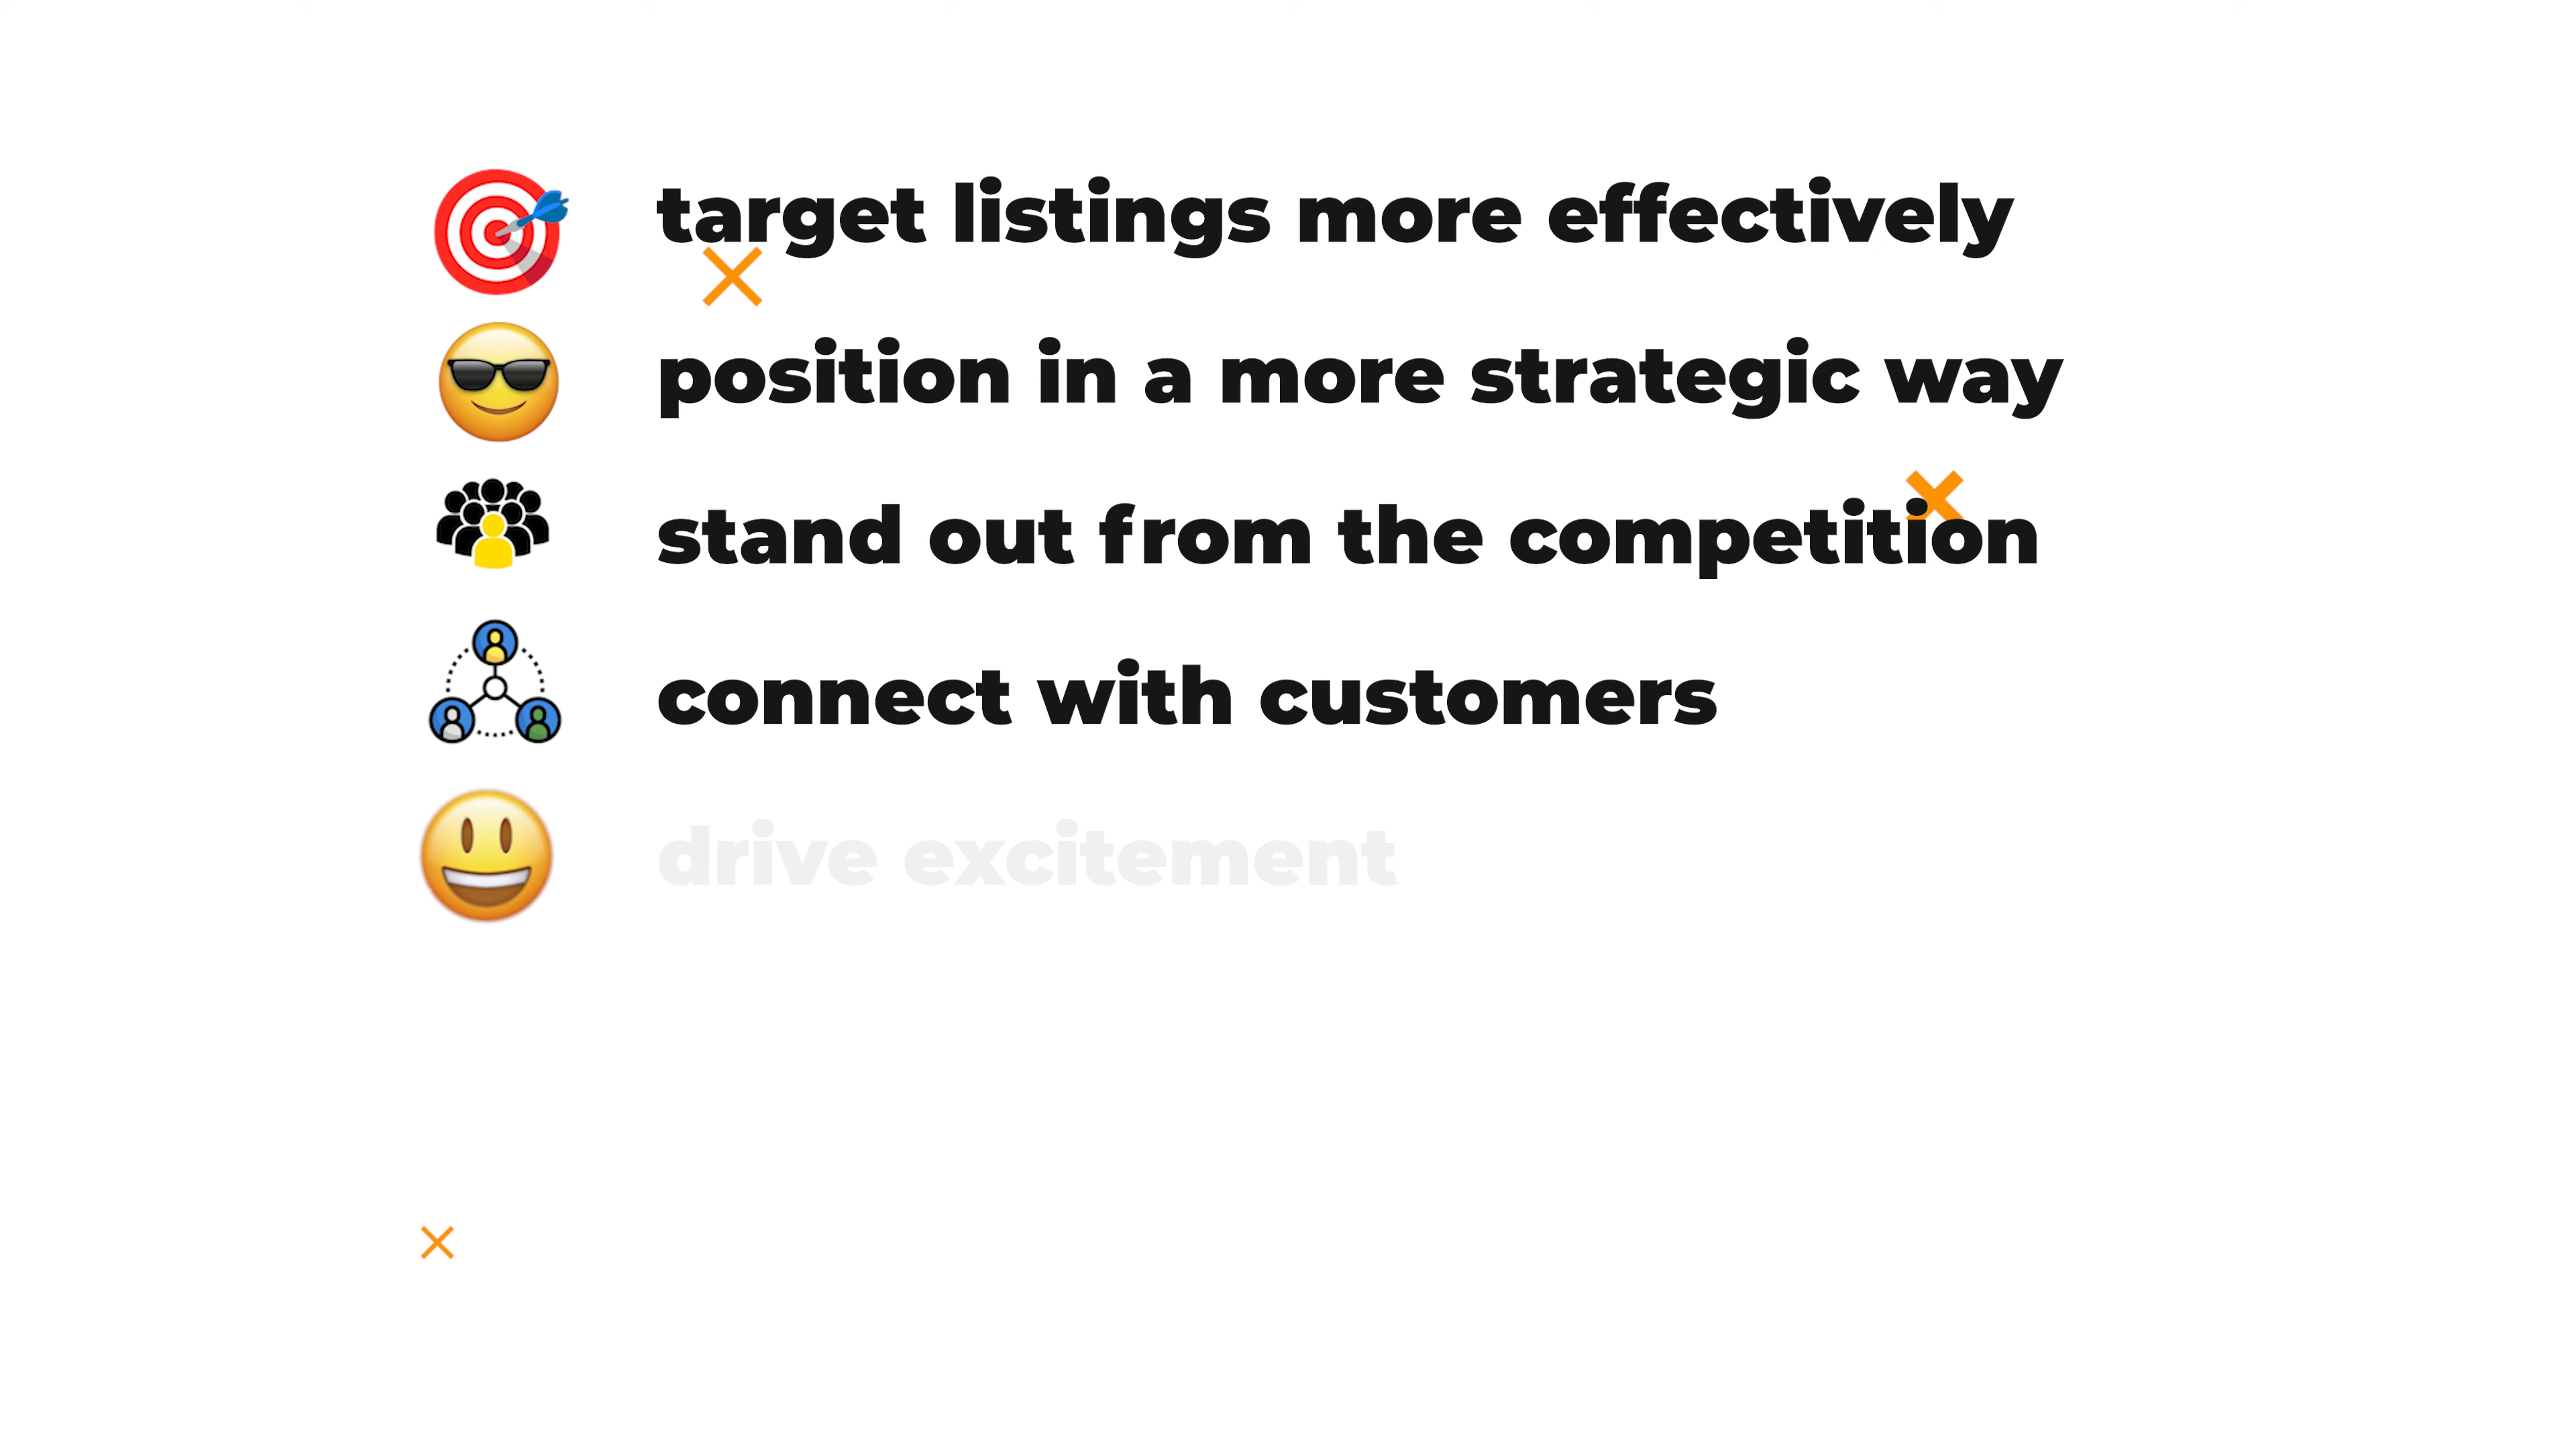 target listings more effectively
position in a more strategic way
stand out from the competition
connect with customers
drive excitement